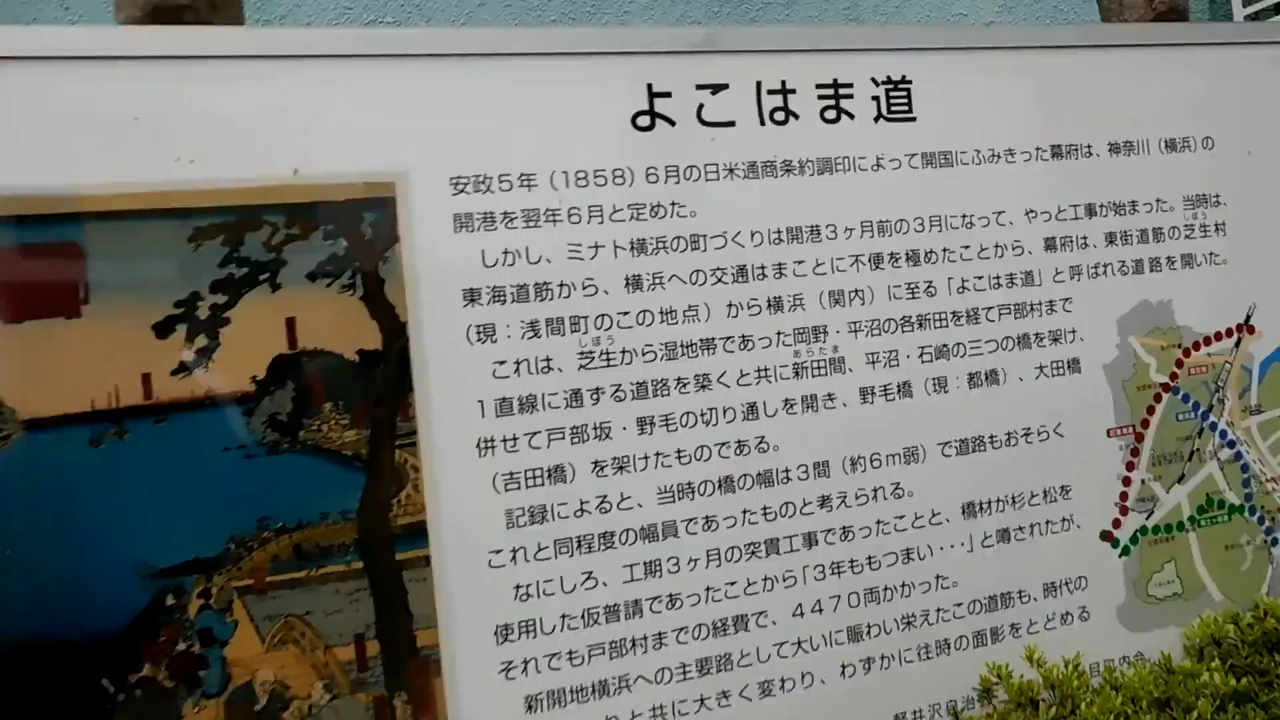 よこはま道
安政5年（1858）6月の日米通商条約調印によって開国にふみきった幕府は、神奈川（横浜）の
開港を翌年6月と定めた。
しかし、ミナト横浜の町づくりは開港3ヶ月前の3月になって、やっと工事が始まった。当時は、
東海道筋から、横浜への交通はまことに不便を極めたことから、幕府は、東街道筋の芝生村
しぼう
（現：浅間町のこの地点）から横浜（関内）に至る「よこはま道」と呼ばれる道路を開いた。
これは、芝生から湿地帯であった岡野・平沼の各新田を経て戸部村まで
しぼう
1直線に通ずる道路を築くと共に新田間、平沼・石崎の三つの橋を架け、
あらたま
併せて戸部坂・野毛の切り通しを開き、野毛橋（現：都橋）、大田橋
（吉田橋）を架けたものである。
記録によると、当時の橋の幅は3間（約6m弱）で道路もおそらく
これと同程度の幅員であったものと考えられる。
なにしろ、工期3ヶ月の突貫工事であったことと、橋材が杉と松を
使用した仮普請であったことから「3年ももつまい・・・」と噂されたが、
それでも戸部村までの経費で、4470両かかった。
新開地横浜への主要路として大いに賑わい栄えたこの道筋も、時代の
と共に大きく変わり、わずかに往時の面影をとどめる
軽井沢自治
目町内会